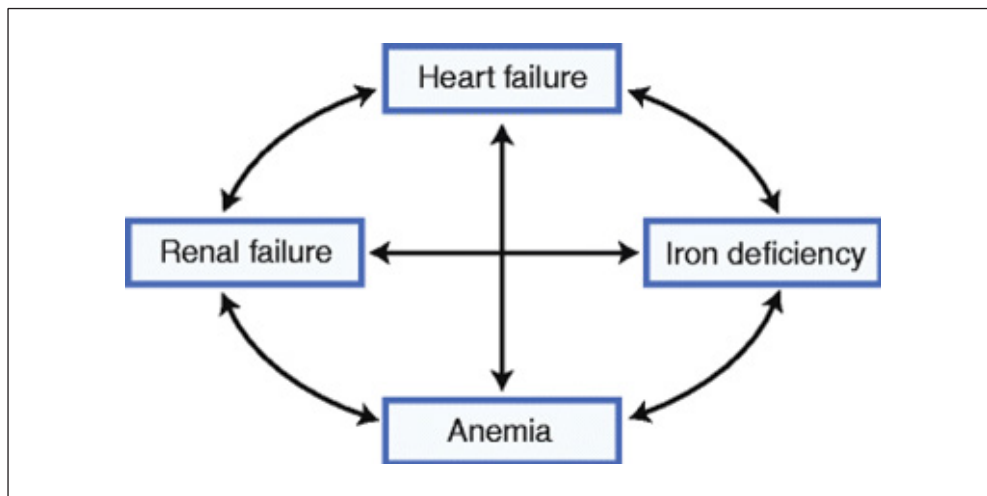 Heart failure
Renal failure
Iron deficiency
Anemia